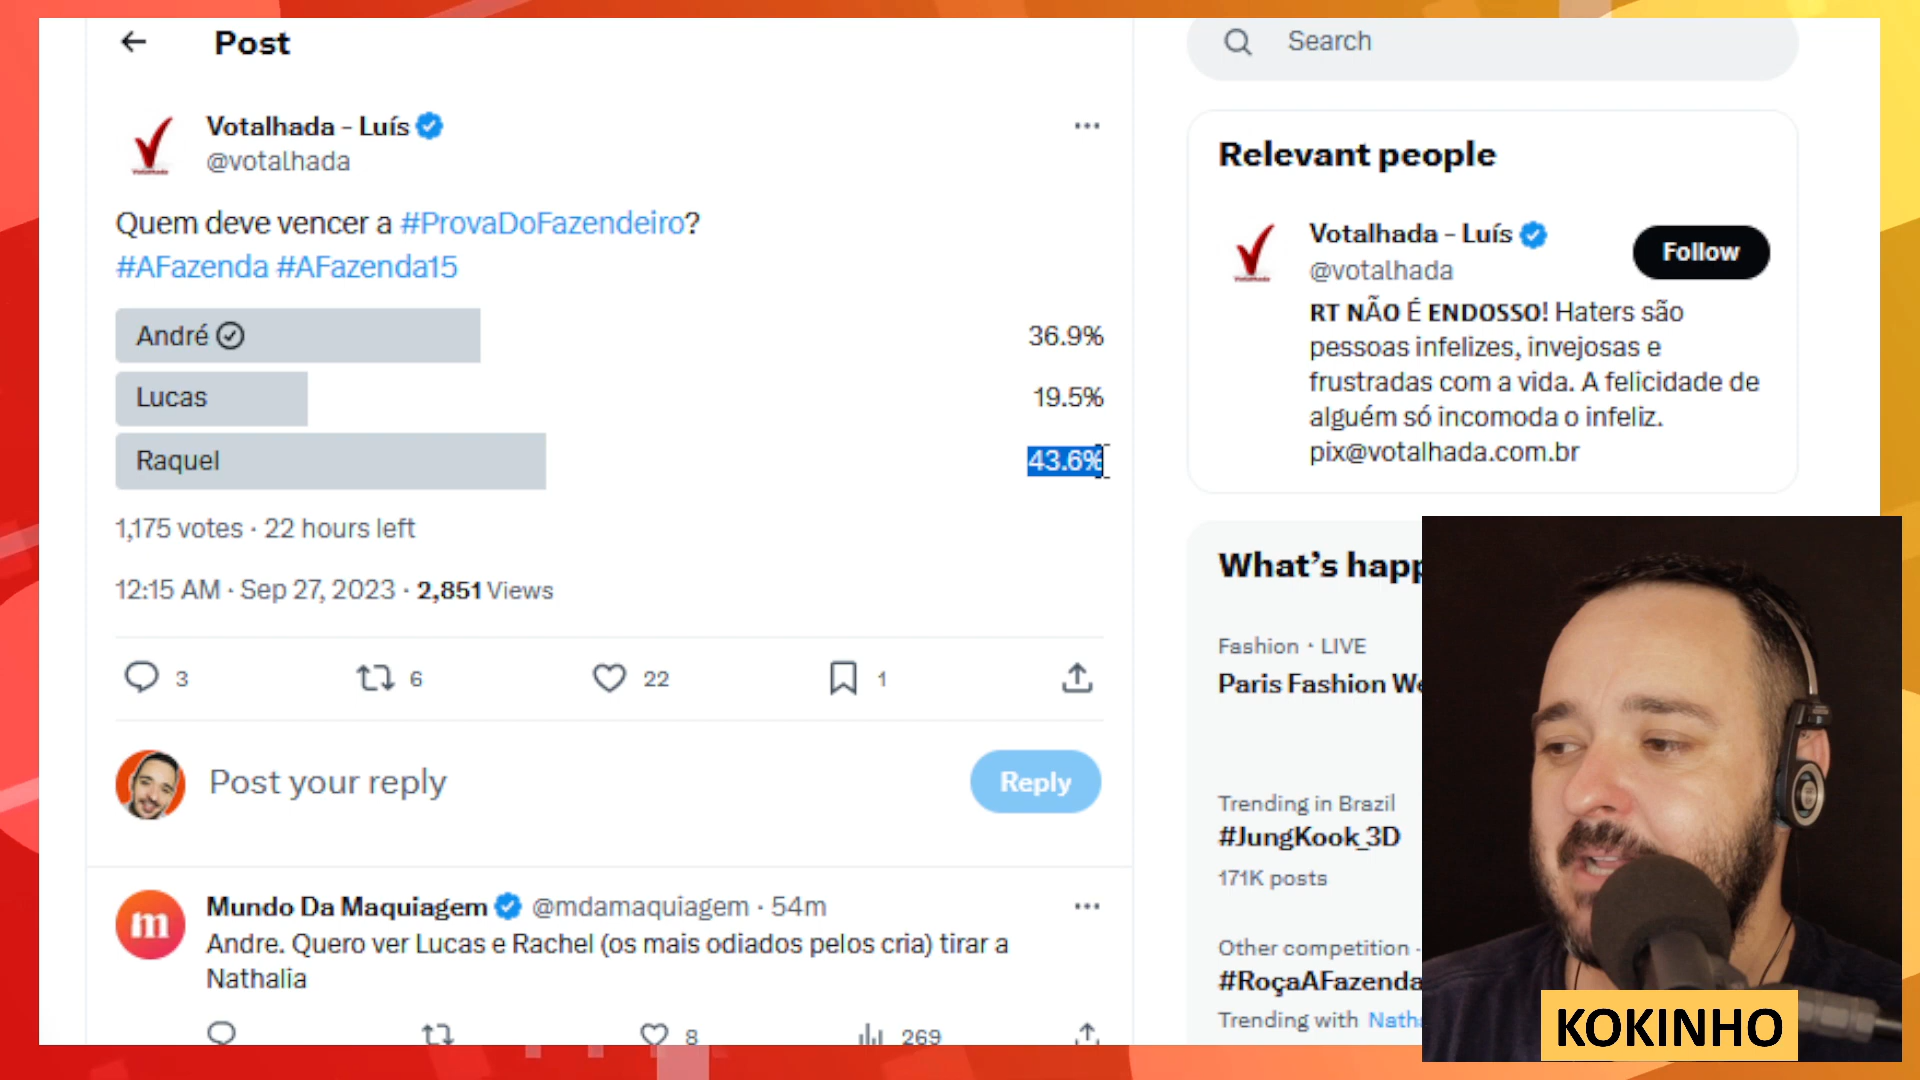 Post
Search
Votalhada - Luís
@votalhada
Quem deve vencer a #ProvaDoFazendeiro?
#AFazenda #AFazenda15
André 36.9%
Lucas 19.5%
Raquel 43.6%
1,175 votes · 22 hours left
12:15 AM · Sep 27, 2023 · 2,851 Views
3 6 22 1
Post your reply
Reply
Mundo Da Maquiagem @mdamaquiagem · 54m
Andre. Quero ver Lucas e Rachel (os mais odiados pelos cria) tirar a
Nathalia
8 269
Relevant people
Votalhada - Luís
@votalhada
Follow
RT NÃO É ENDOSSO! Haters são
pessoas infelizes, invejosas e
frustradas com a vida. A felicidade de
alguém só incomoda o infeliz.
pix@votalhada.com.br
What's happ
Fashion · LIVE
Paris Fashion We
Trending in Brazil
#JungKook_3D
171K posts
Other competition ·
#RoçaAFazenda
Trending with Nath
KOKINHO